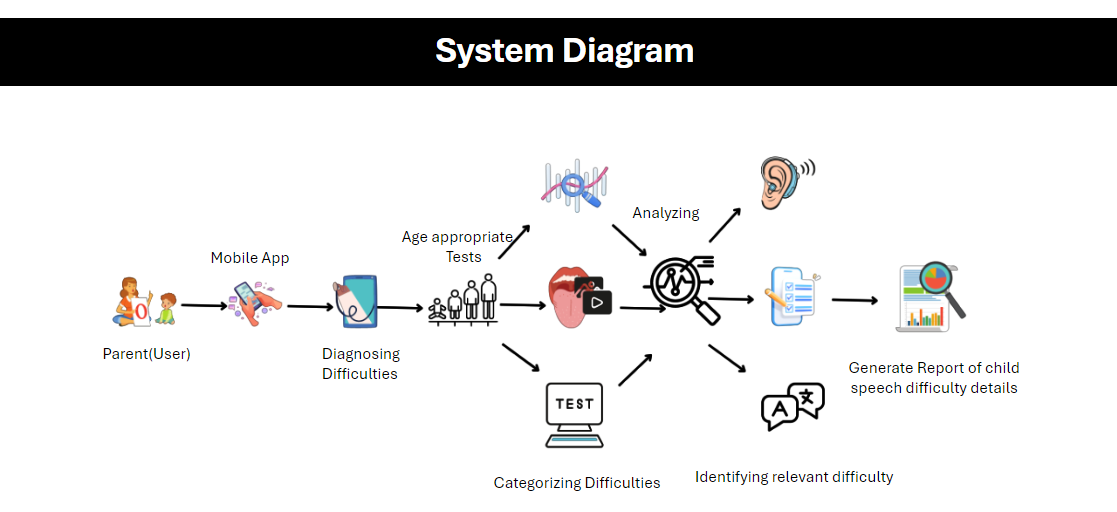 System Diagram
Analyzing
Age appropriate
Tests
Mobile App
Parent(User)
Diagnosing
Difficulties
TEST
A 文
Generate Report of child
speech difficulty details
Categorizing Difficulties
Identifying relevant difficulty